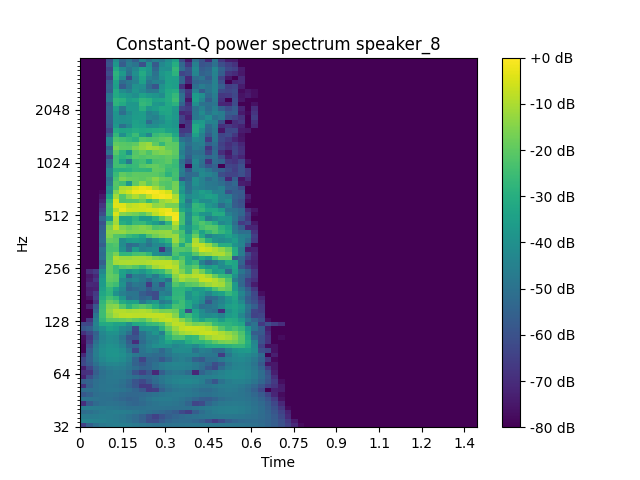 Constant-Q power spectrum speaker_8
Hz
2048
1024
512
256
128
64
32
0 0.15 0.3 0.45 0.6 0.75 0.9 1.1 1.2 1.4
Time
+0 dB
-10 dB
-20 dB
-30 dB
-40 dB
-50 dB
-60 dB
-70 dB
-80 dB